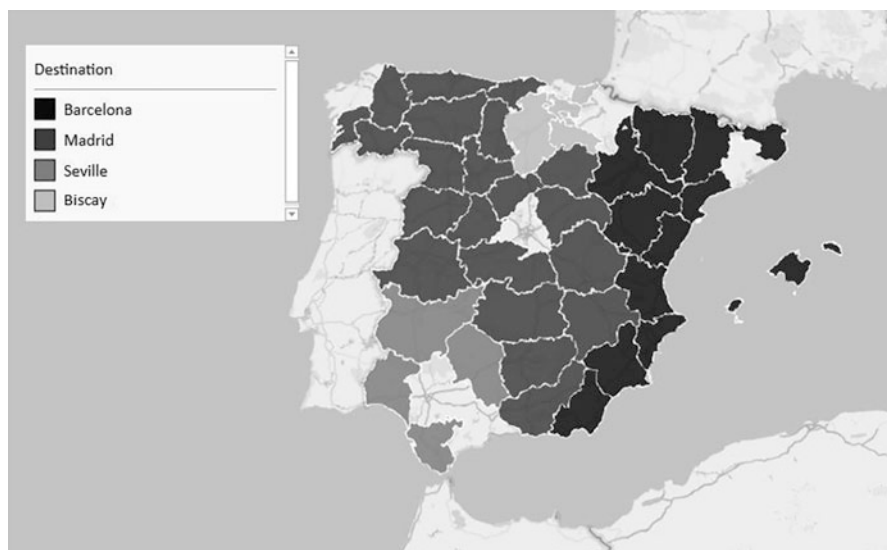 Destination
Barcelona
Madrid
Seville
Biscay